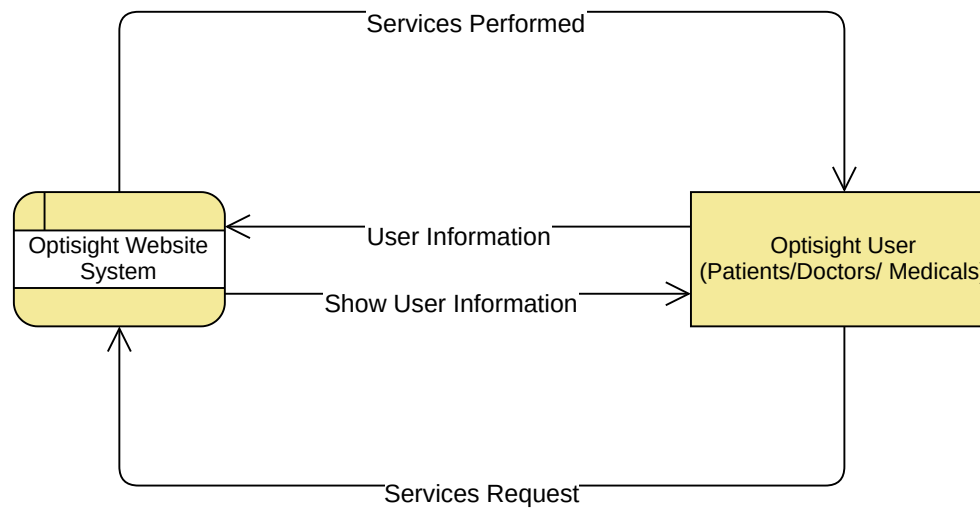 Services Performed
User Information
Optisight Website
System
Optisight User
(Patients/Doctors/ Medicals)
Show User Information
Services Request